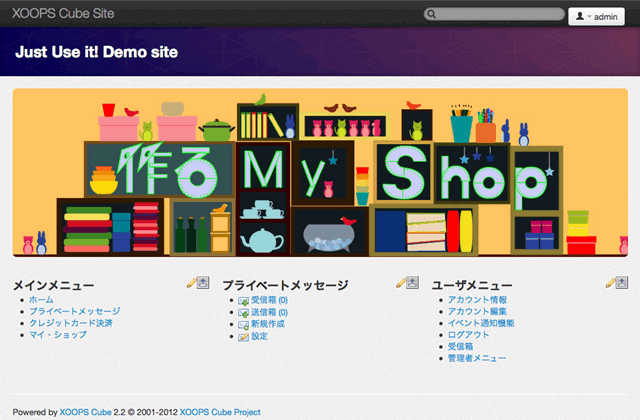 XOOPS Cube Site
admin
Just Use it! Demo site
作る My Shop
メインメニュー
ホーム
プライベートメッセージ
クレジットカード決済
マイ・ショップ
プライベートメッセージ
受信箱 (0)
送信箱 (0)
新規作成
設定
ユーザメニュー
アカウント情報
アカウント編集
イベント通知機能
ログアウト
受信箱
管理者メニュー
Powered by XOOPS Cube 2.2 © 2001-2012 XOOPS Cube Project